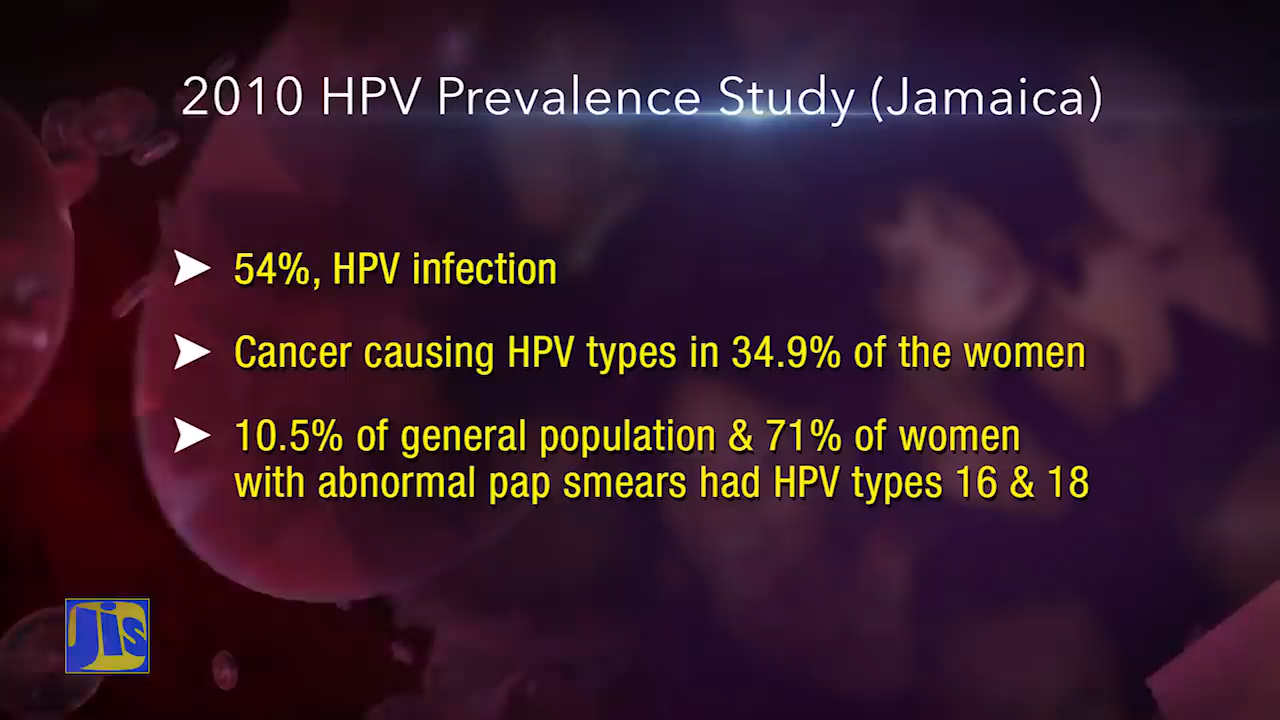 2010 HPV Prevalence Study (Jamaica)
54%, HPV infection
Cancer causing HPV types in 34.9% of the women
10.5% of general population & 71% of women
with abnormal pap smears had HPV types 16 & 18
Jis